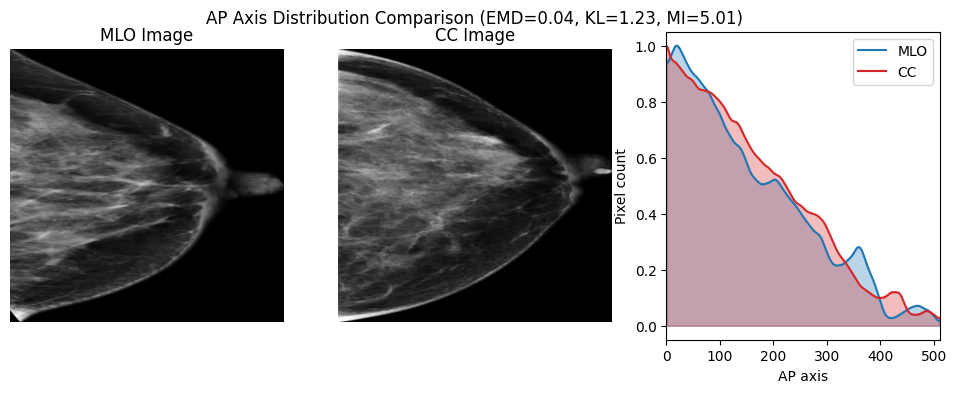 AP Axis Distribution Comparison (EMD=0.04, KL=1.23, MI=5.01)
MLO Image
CC Image
MLO
CC
1.0
0.8
0.6
0.4
0.2
0.0
Pixel count
0
100
200
300
400
500
AP axis